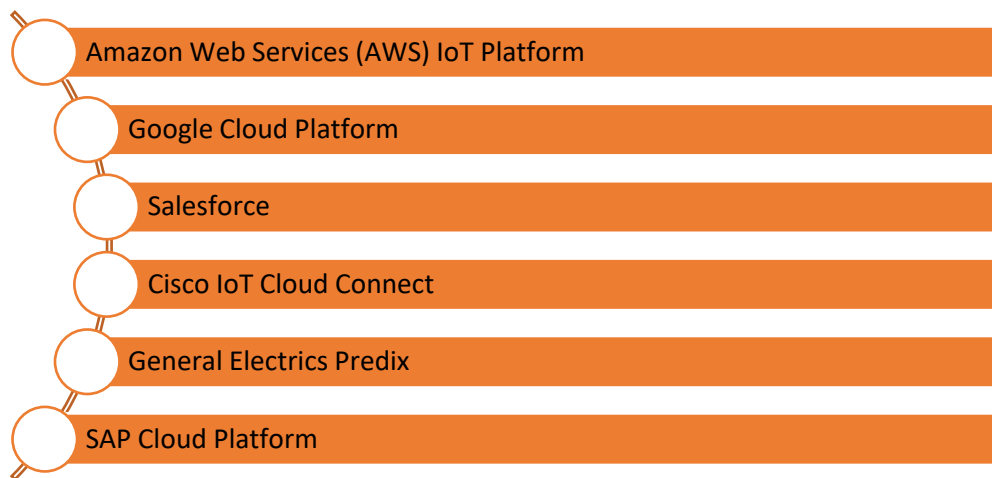 Amazon Web Services (AWS) IoT Platform
Google Cloud Platform
Salesforce
Cisco IoT Cloud Connect
General Electrics Predix
SAP Cloud Platform